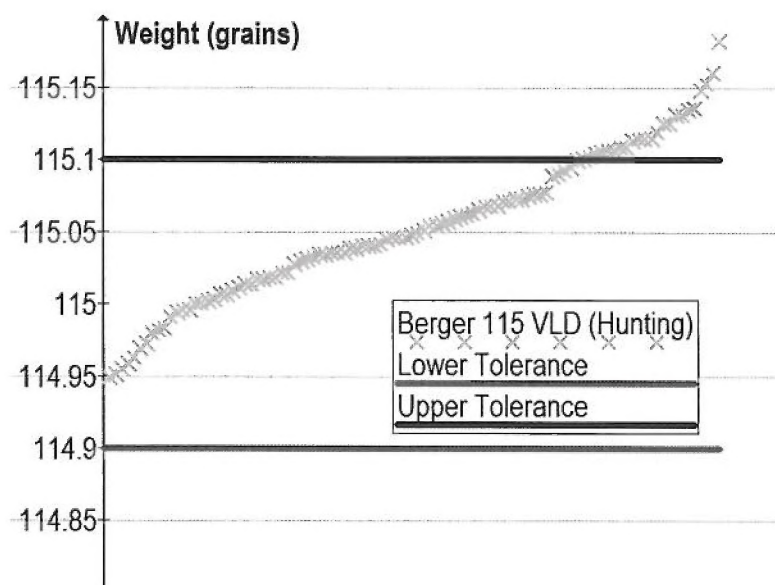 Weight (grains)
115.15
115.1
115.05
115
114.95
114.9
114.85
Berger 115 VLD (Hunting)
Lower Tolerance
Upper Tolerance